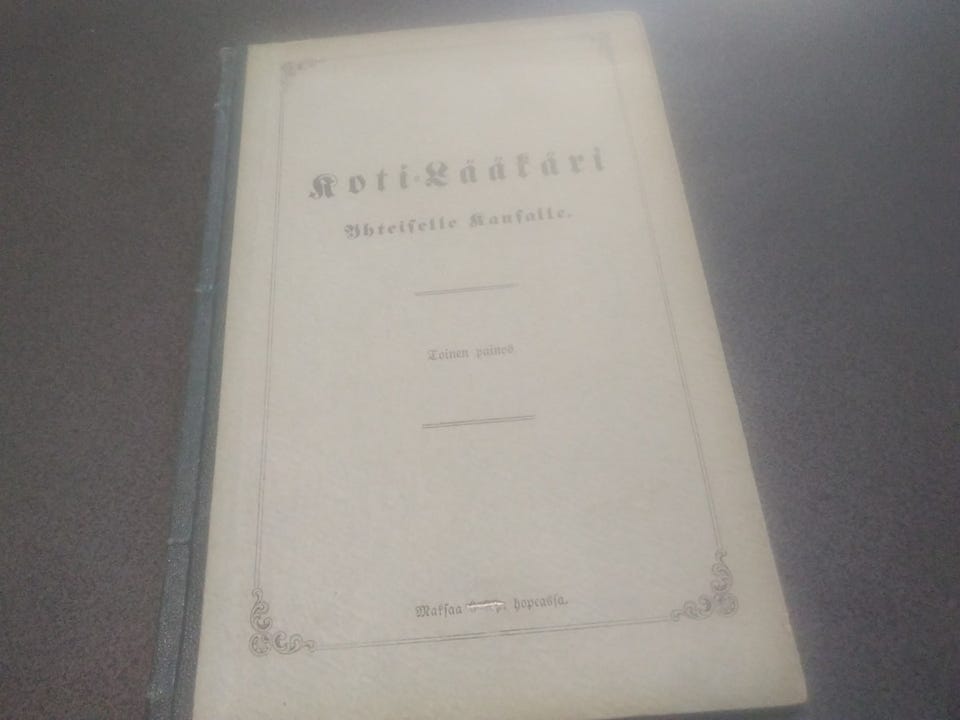 Koti-Lääkäri
Yhteiselle Kansalle.
Toinen painos
Maksaa hopeassa.